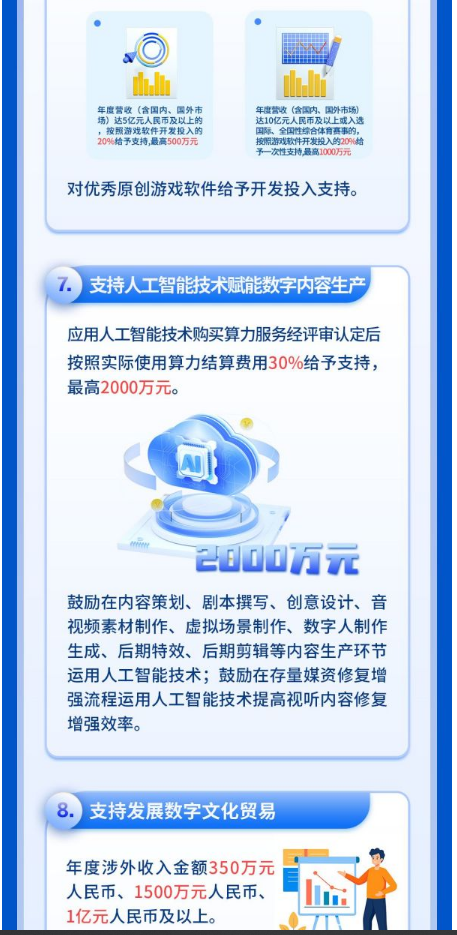 年度营收（含国内、国外市
场）达5亿元人民币及以上的
，按照游戏软件开发投入的
20%给予支持,最高500万元
年度营收（含国内、国外市场）
达10亿元人民币及以上或入选
国际、全国性综合体育赛事的，
按照游戏软件开发投入的20%给
予一次性支持,最高1000万元
对优秀原创游戏软件给予开发投入支持。
7. 支持人工智能技术赋能数字内容生产
应用人工智能技术购买算力服务经评审认定后
按照实际使用算力结算费用30%给予支持，
最高2000万元。
AI
2000万元
鼓励在内容策划、剧本撰写、创意设计、音
视频素材制作、虚拟场景制作、数字人制作
生成、后期特效、后期剪辑等内容生产环节
运用人工智能技术；鼓励在存量媒资修复增
强流程运用人工智能技术提高视听内容修复
增强效率。
8. 支持发展数字文化贸易
年度涉外收入金额350万元
人民币、1500万元人民币、
1亿元人民币及以上。